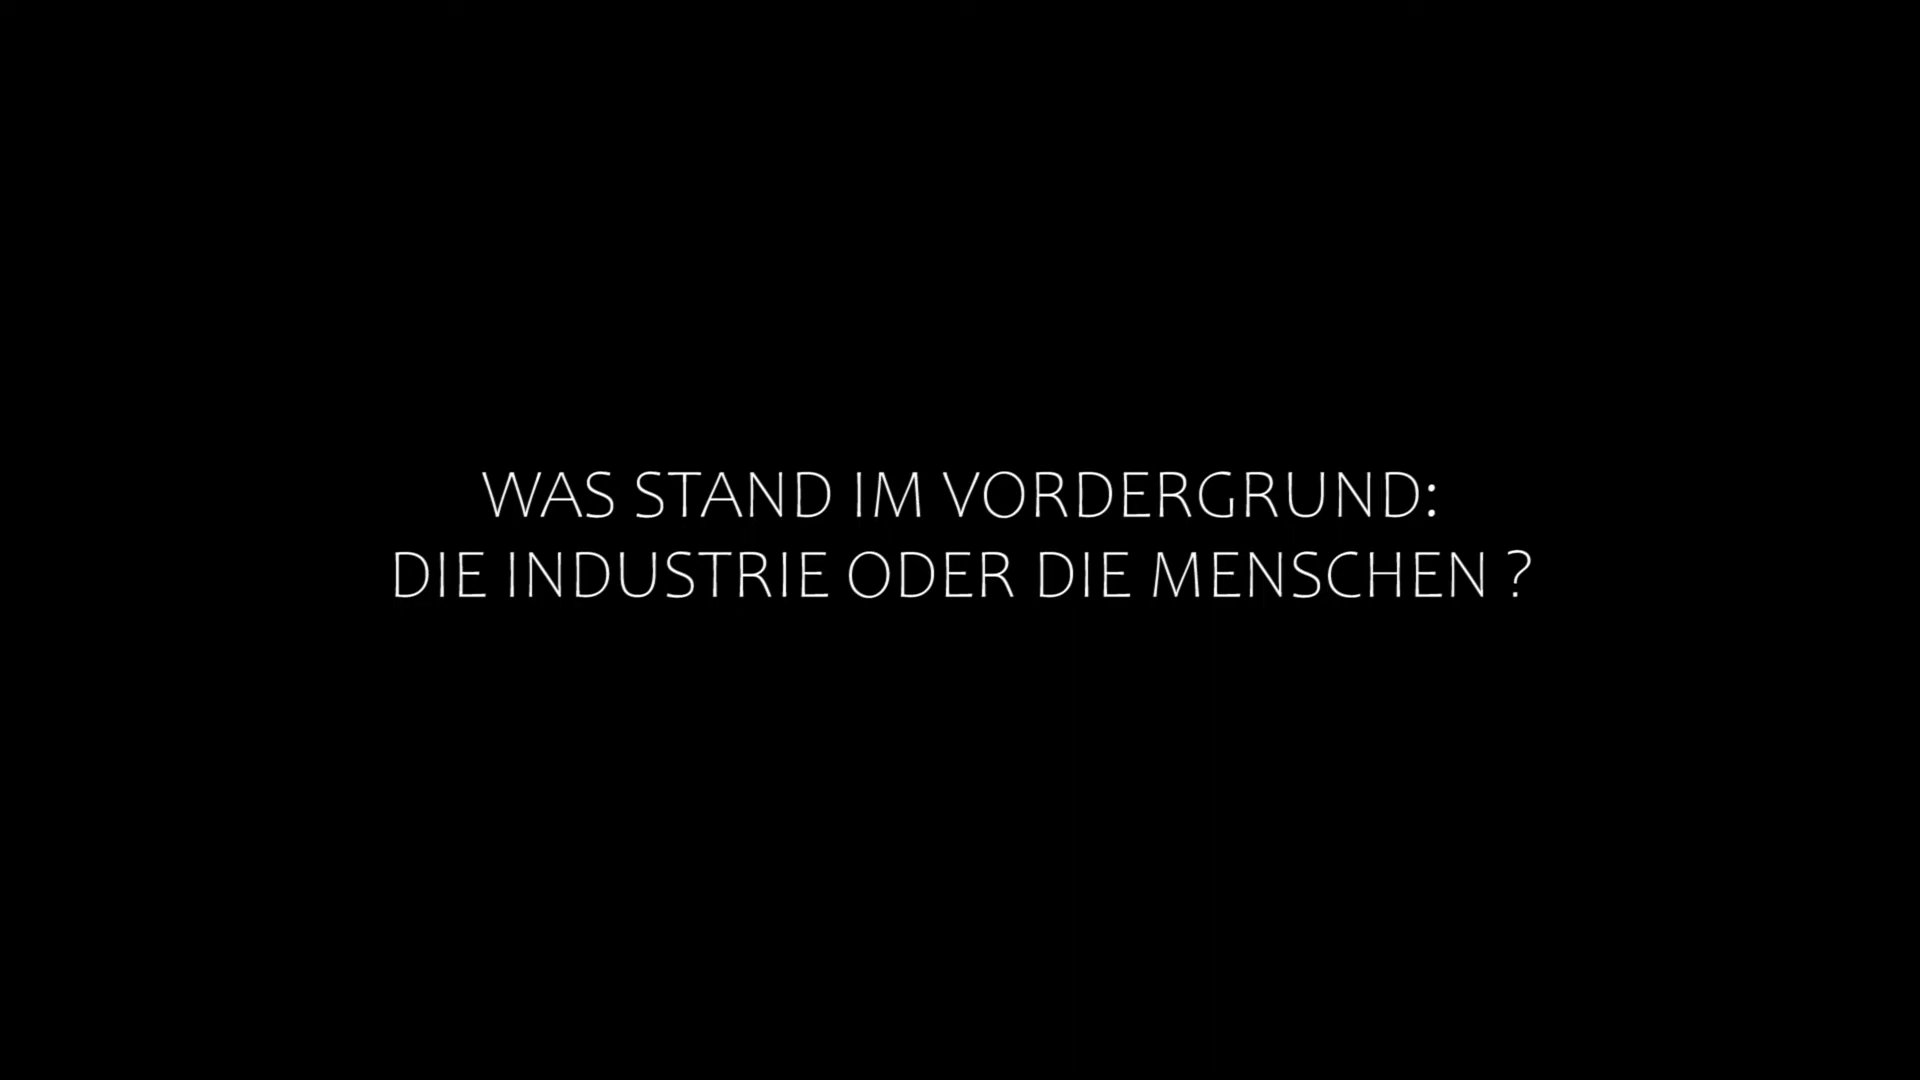 WAS STAND IM VORDERGRUND:
DIE INDUSTRIE ODER DIE MENSCHEN ?